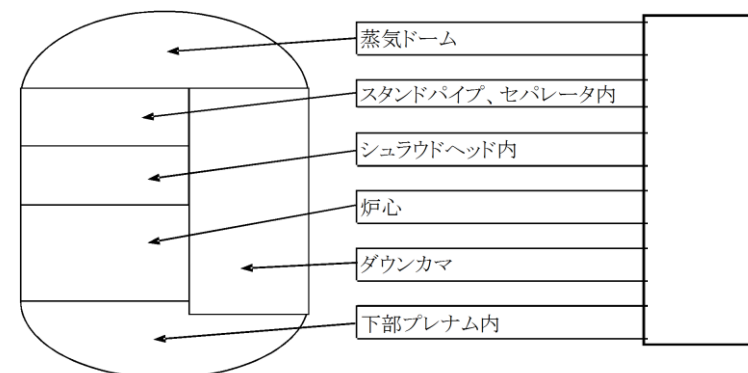 蒸気ドーム
スタンドパイプ、セパレータ内
シュラウドヘッド内
炉心
ダウンカマ
下部プレナム内